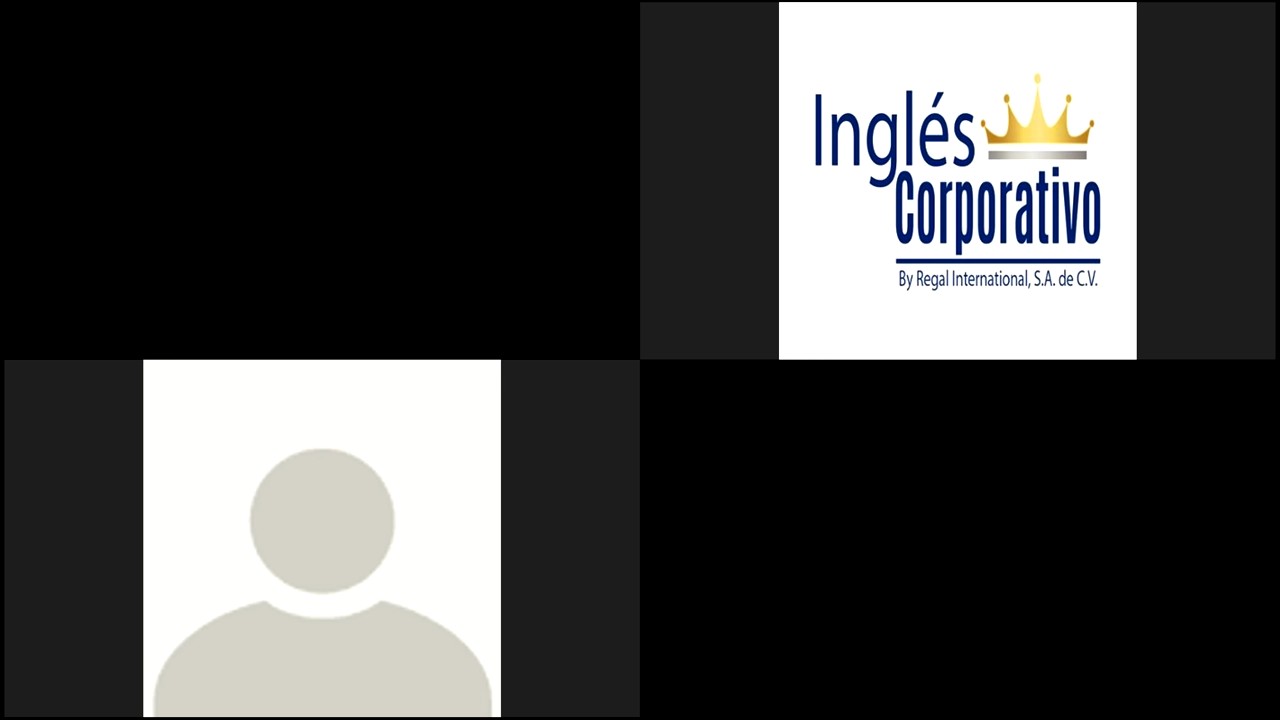 Inglés
Corporativo
By Regal International, S.A. de C.V.